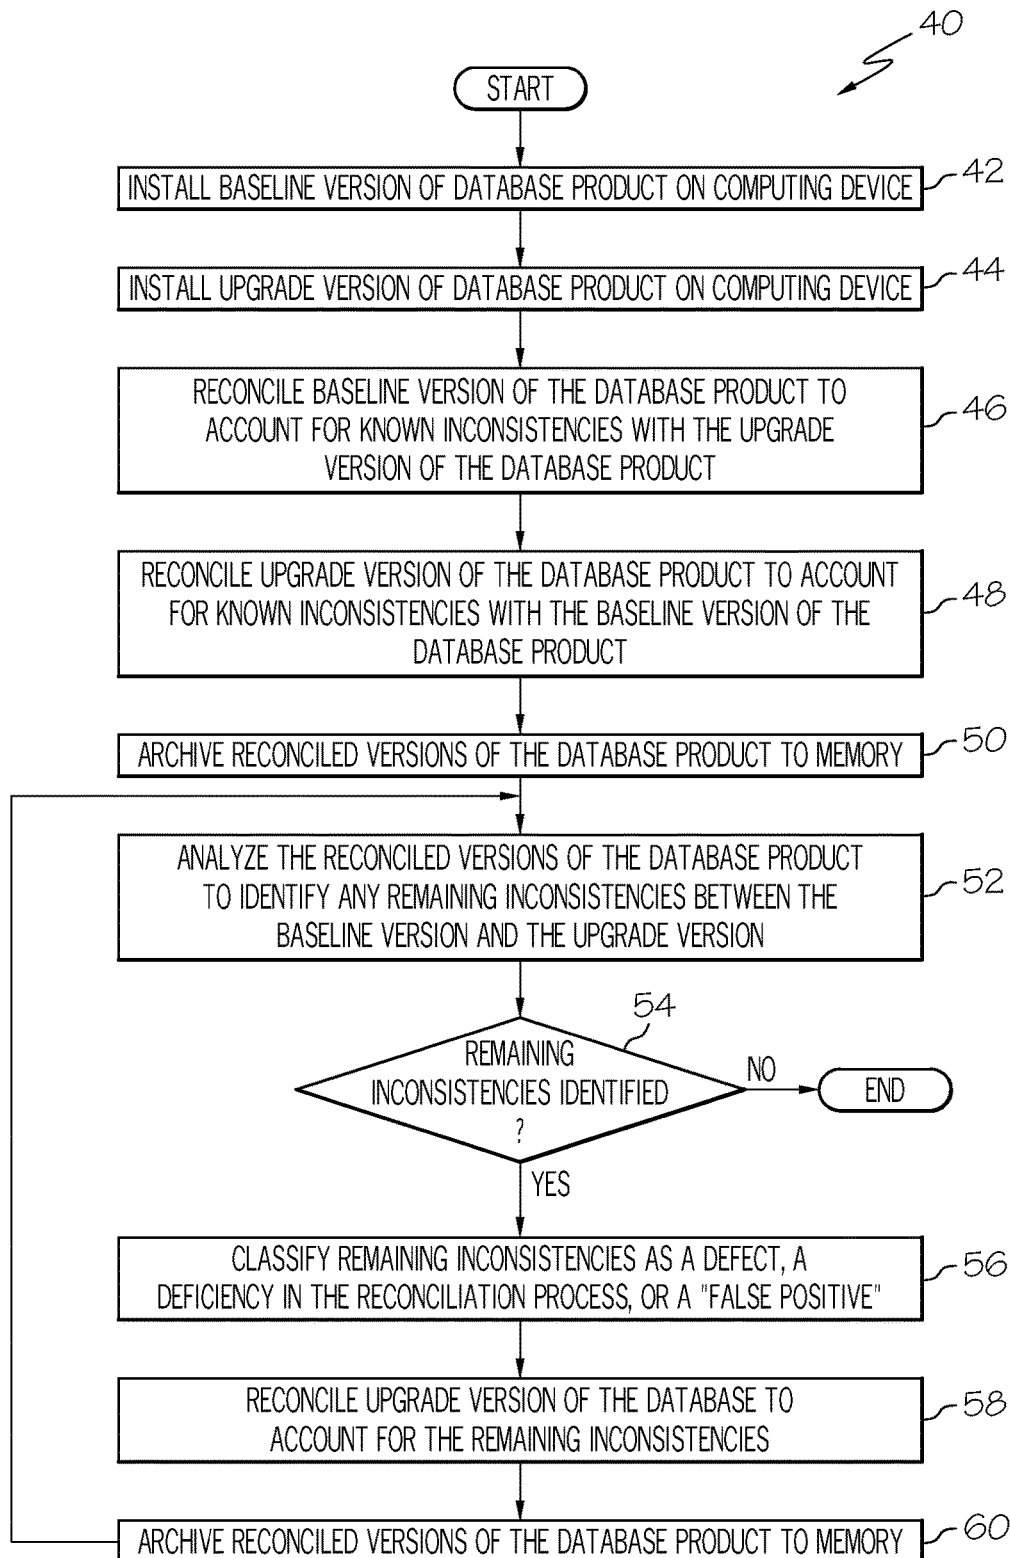 40
START
INSTALL BASELINE VERSION OF DATABASE PRODUCT ON COMPUTING DEVICE
42
INSTALL UPGRADE VERSION OF DATABASE PRODUCT ON COMPUTING DEVICE
44
RECONCILE BASELINE VERSION OF THE DATABASE PRODUCT TO
ACCOUNT FOR KNOWN INCONSISTENCIES WITH THE UPGRADE
VERSION OF THE DATABASE PRODUCT
46
RECONCILE UPGRADE VERSION OF THE DATABASE PRODUCT TO ACCOUNT
FOR KNOWN INCONSISTENCIES WITH THE BASELINE VERSION OF THE
DATABASE PRODUCT
48
ARCHIVE RECONCILED VERSIONS OF THE DATABASE PRODUCT TO MEMORY
50
ANALYZE THE RECONCILED VERSIONS OF THE DATABASE PRODUCT
TO IDENTIFY ANY REMAINING INCONSISTENCIES BETWEEN THE
BASELINE VERSION AND THE UPGRADE VERSION
52
54
REMAINING
INCONSISTENCIES IDENTIFIED
?
NO
END
YES
CLASSIFY REMAINING INCONSISTENCIES AS A DEFECT, A
DEFICIENCY IN THE RECONCILIATION PROCESS, OR A "FALSE POSITIVE"
56
RECONCILE UPGRADE VERSION OF THE DATABASE TO
ACCOUNT FOR THE REMAINING INCONSISTENCIES
58
ARCHIVE RECONCILED VERSIONS OF THE DATABASE PRODUCT TO MEMORY
60